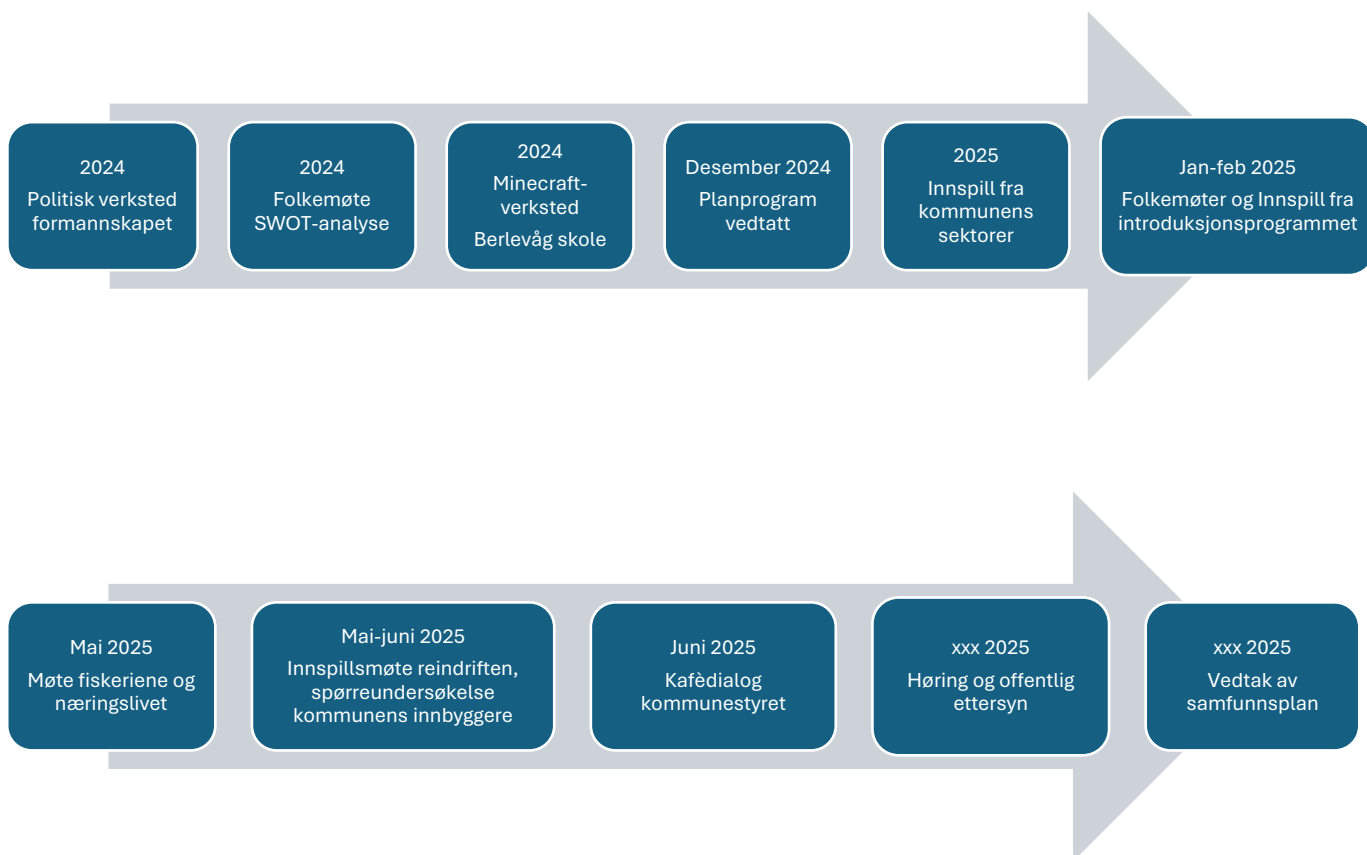 2024
Politisk verksted
formannskapet
2024
Folkemøte
SWOT-analyse
2024
Minecraft-
verksted
Berlevåg skole
Desember 2024
Planprogram
vedtatt
2025
Innspill fra
kommunens
sektorer
Jan-feb 2025
Folkemøter og Innspill fra
introduksjonsprogrammet
Mai 2025
Møte fiskeriene og
næringslivet
Mai-juni 2025
Innspillsmøte reindriften,
spørreundersøkelse
kommunens innbyggere
Juni 2025
Kafèdialog
kommunestyret
xxx 2025
Høring og offentlig
ettersyn
xxx 2025
Vedtak av
samfunnsplan